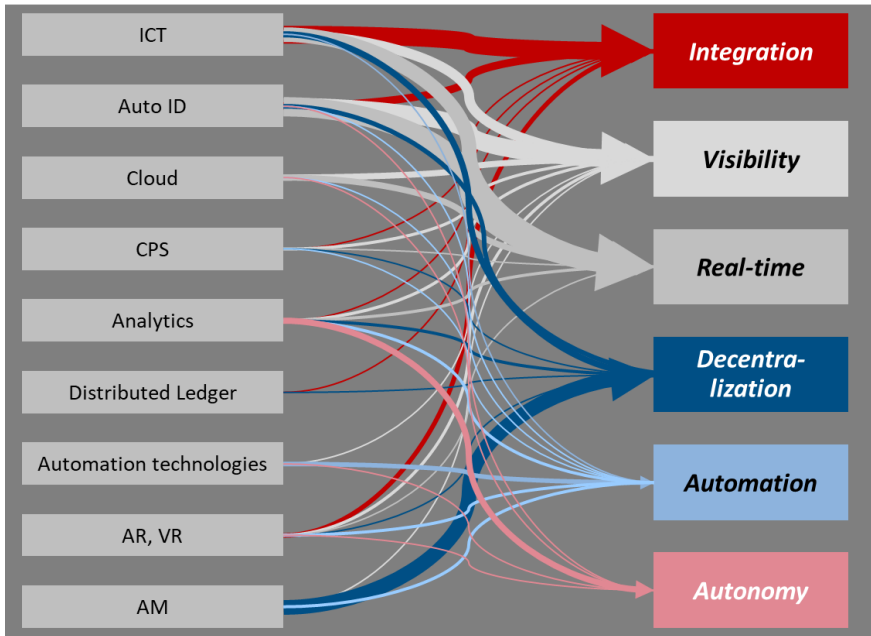 ICT
Auto ID
Cloud
CPS
Analytics
Distributed Ledger
Automation technologies
AR, VR
AM
Integration
Visibility
Real-time
Decentra-
lization
Automation
Autonomy